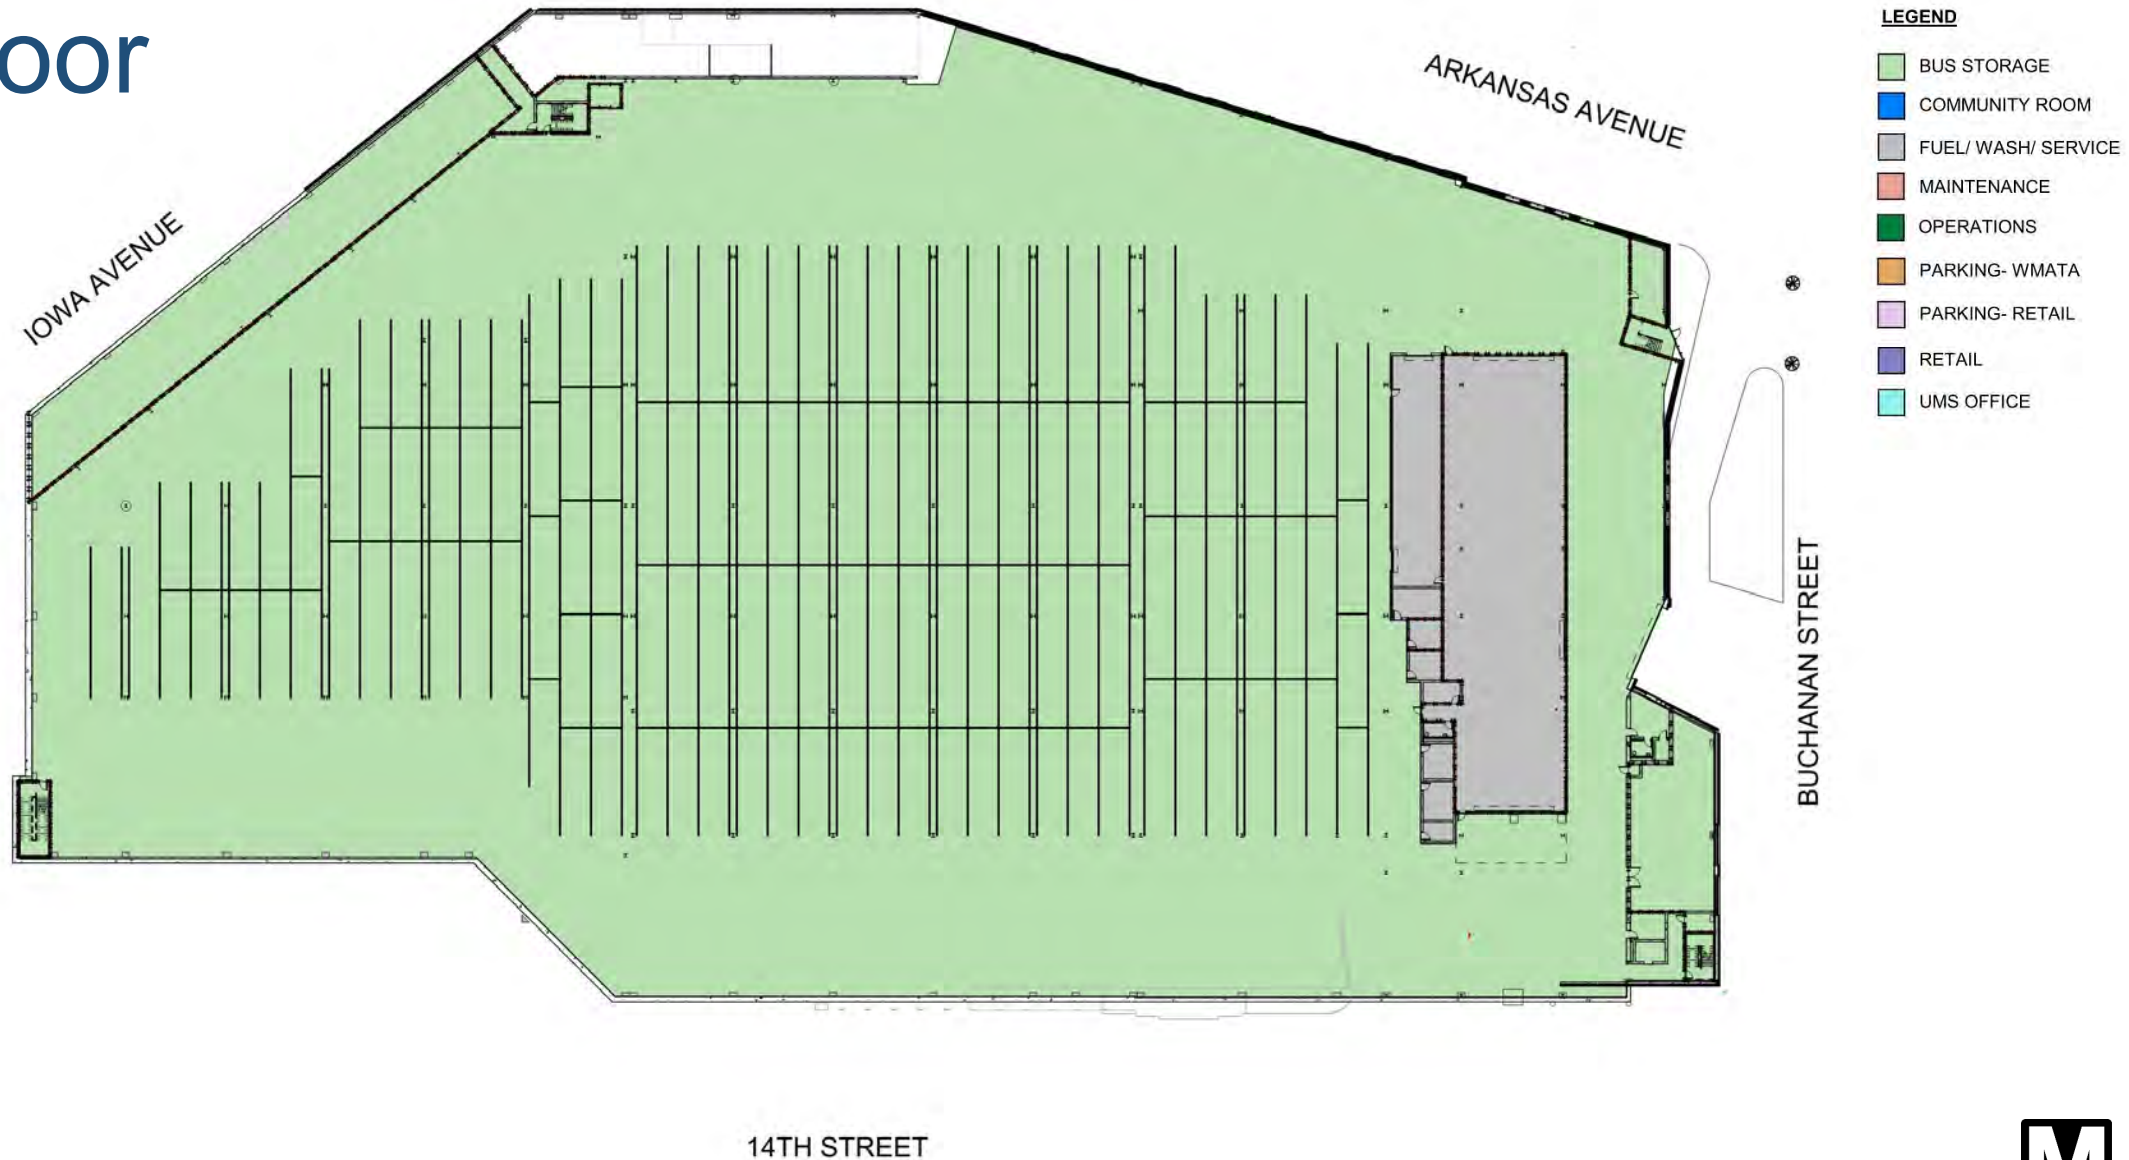 oor
LEGEND
BUS STORAGE
COMMUNITY ROOM
FUEL/ WASH/ SERVICE
MAINTENANCE
OPERATIONS
PARKING- WMATA
PARKING- RETAIL
RETAIL
UMS OFFICE
ARKANSAS AVENUE
IOWA AVENUE
BUCHANAN STREET
14TH STREET
M